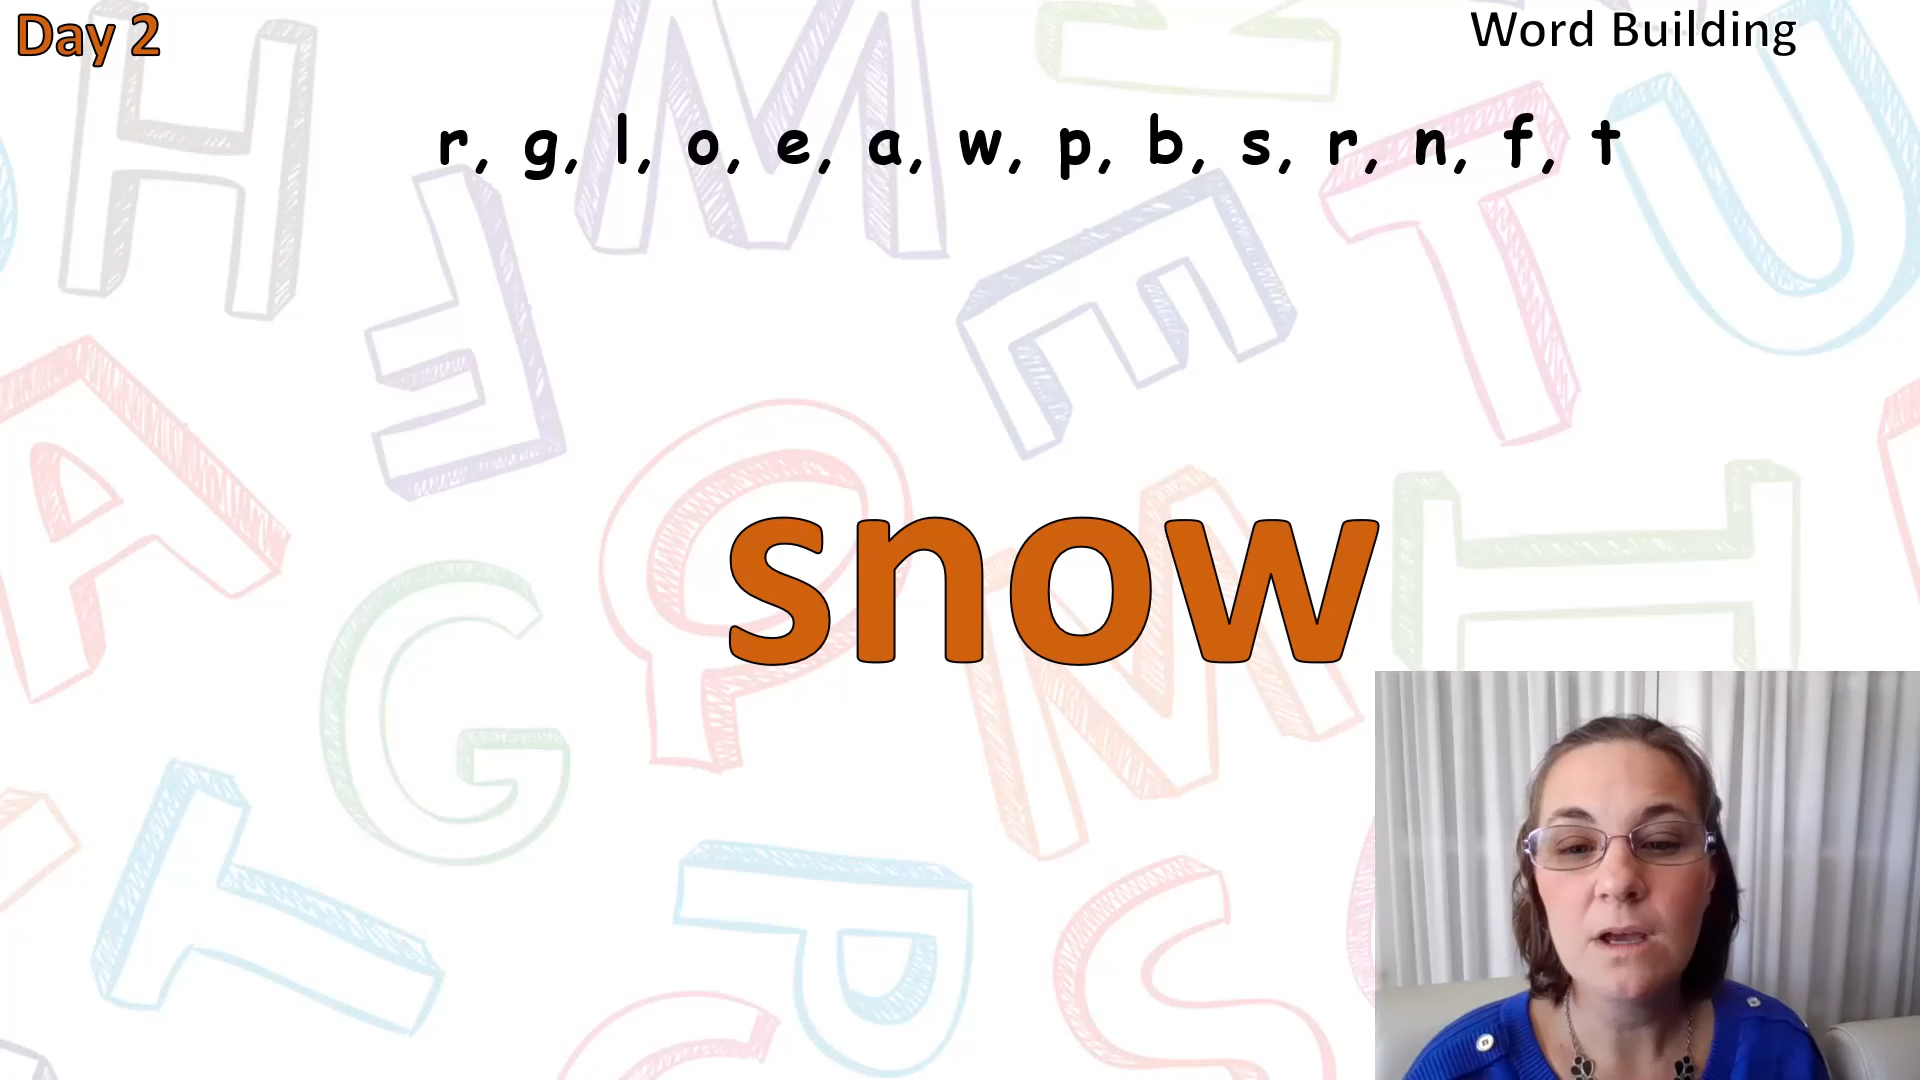 Day 2
Word Building
r, g, l, o, e, a, w, p, b, s, r, n, f, t
snow